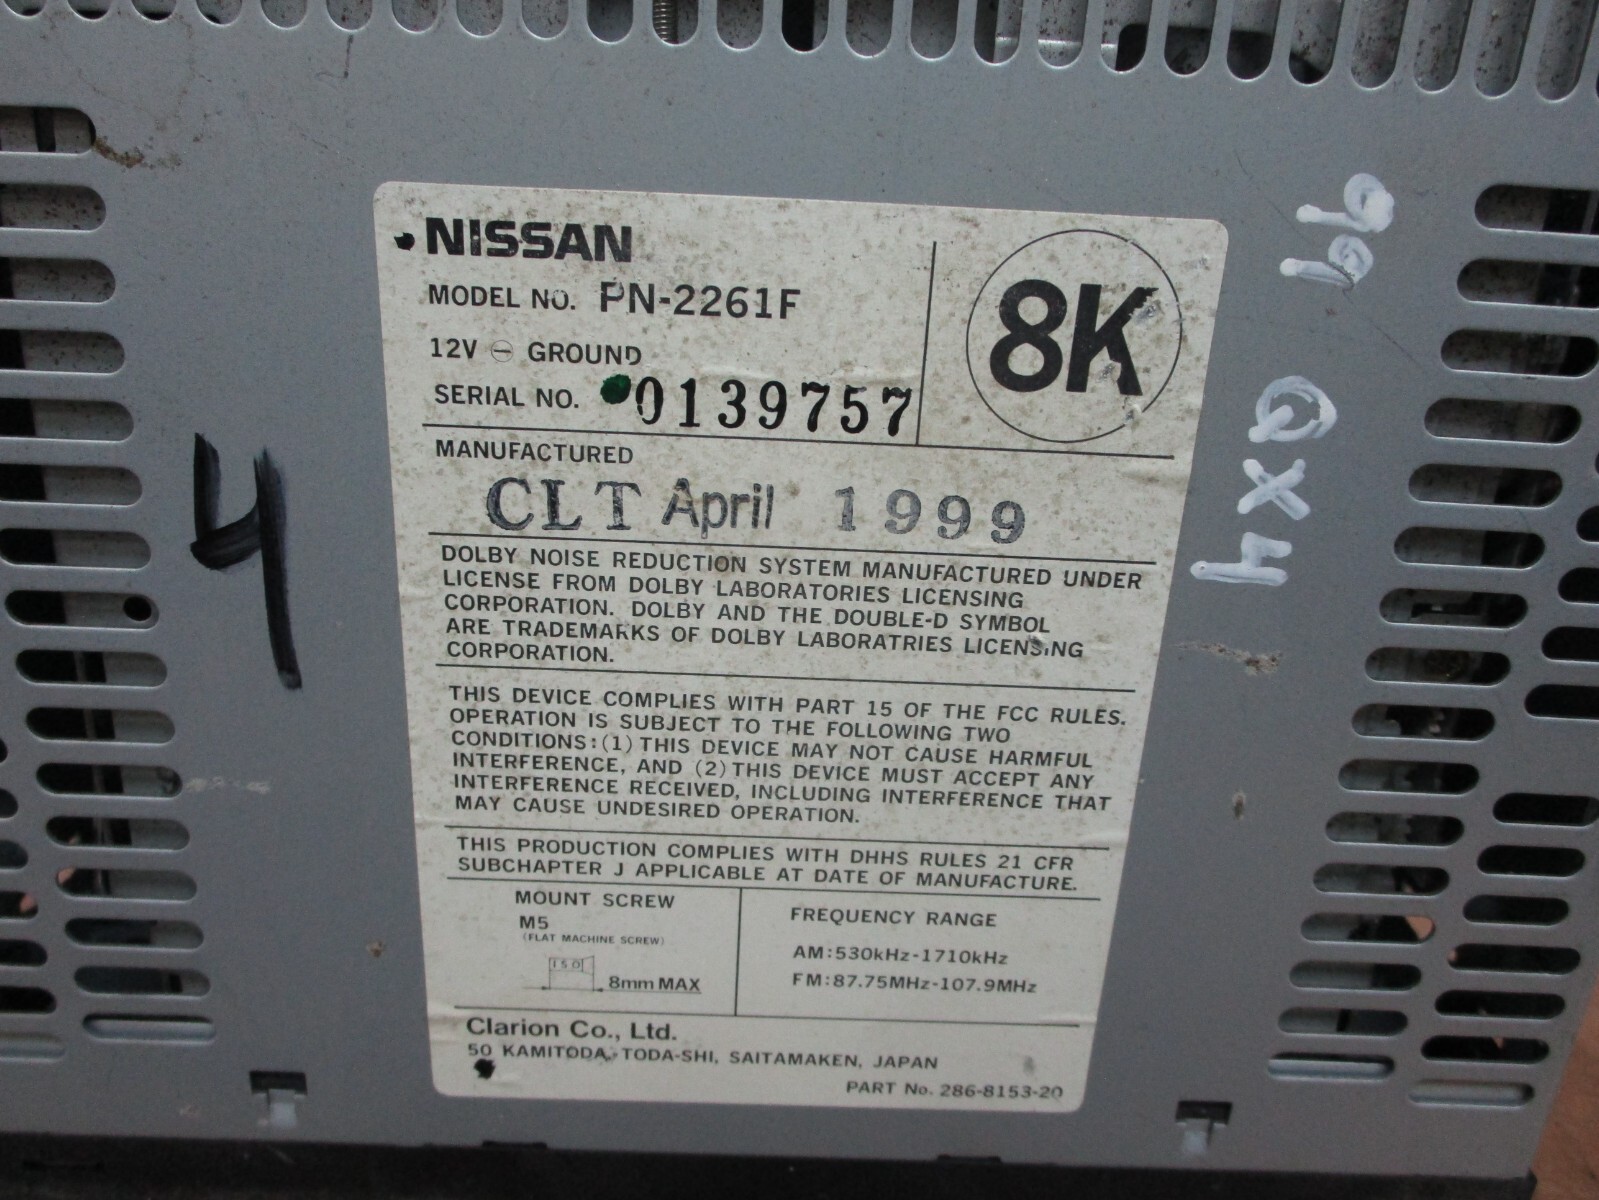 NISSAN
MODEL NO. PN-2261F
12V ⊖ GROUND
SERIAL NO. 0139757
8K
MANUFACTURED
CLT April 1999
DOLBY NOISE REDUCTION SYSTEM MANUFACTURED UNDER
LICENSE FROM DOLBY LABORATORIES LICENSING
CORPORATION. DOLBY AND THE DOUBLE-D SYMBOL
ARE TRADEMARKS OF DOLBY LABORATRIES LICENSING
CORPORATION.
THIS DEVICE COMPLIES WITH PART 15 OF THE FCC RULES.
OPERATION IS SUBJECT TO THE FOLLOWING TWO
CONDITIONS:(1) THIS DEVICE MAY NOT CAUSE HARMFUL
INTERFERENCE, AND (2) THIS DEVICE MUST ACCEPT ANY
INTERFERENCE RECEIVED, INCLUDING INTERFERENCE THAT
MAY CAUSE UNDESIRED OPERATION.
THIS PRODUCTION COMPLIES WITH DHHS RULES 21 CFR
SUBCHAPTER J APPLICABLE AT DATE OF MANUFACTURE.
MOUNT SCREW
M5
(FLAT MACHINE SCREW)
ISO
8mm MAX
FREQUENCY RANGE
AM:530kHz-1710kHz
FM:87.75MHz-107.9MHz
Clarion Co., Ltd.
50 KAMITODA, TODA-SHI, SAITAMAKEN, JAPAN
PART No. 286-8153-20
4